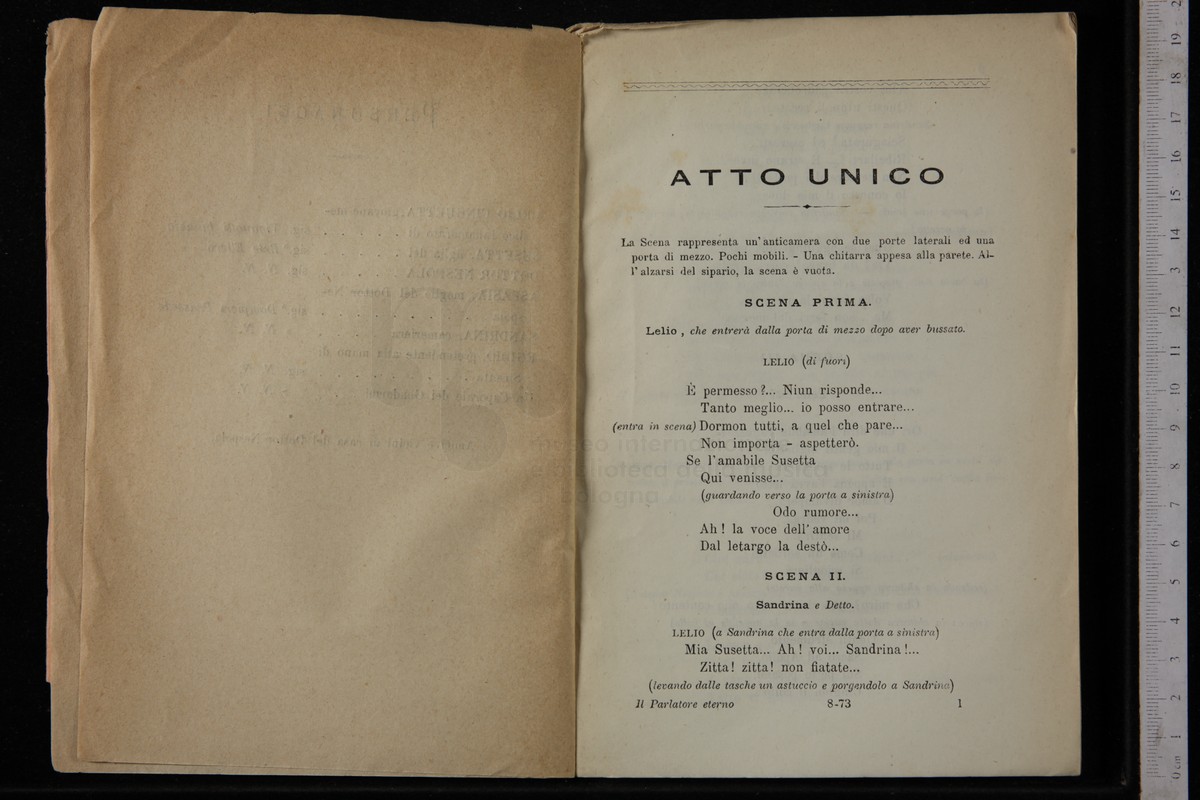 ATTO UNICO
La Scena rappresenta un' anticamera con due porte laterali ed una
porta di mezzo. Pochi mobili. - Una chitarra appesa alla parete. Al-
l' alzarsi del sipario, la scena è vuota.
SCENA PRIMA.
Lelio , che entrerà dalla porta di mezzo dopo aver bussato.
LELIO (di fuori)
È permesso ?... Niun risponde...
Tanto meglio... io posso entrare...
(entra in scena) Dormon tutti, a quel che pare...
Non importa - aspetterò.
Se l' amabile Susetta
Qui venisse...
(guardando verso la porta a sinistra)
Odo rumore...
Ah ! la voce dell' amore
Dal letargo la destò...
SCENA II.
Sandrina e Detto.
LELIO (a Sandrina che entra dalla porta a sinistra)
Mia Susetta... Ah ! voi... Sandrina !...
Zitta! zitta! non fiatate...
(levando dalle tasche un astuccio e porgendolo a Sandrina)
Il Parlatore eterno 8-73 1